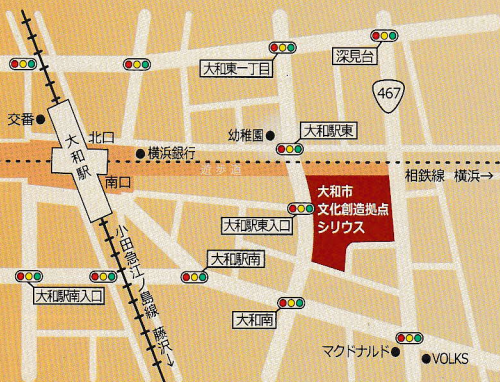 深見台
大和東一丁目
467
交番
北口
幼稚園
大和駅東
大和駅
横浜銀行
遊歩道
相鉄線 横浜→
南口
大和市
文化創造拠点
シリウス
大和駅東入口
小田急江ノ島線 藤沢→
大和駅南
大和駅南入口
大和南
マクドナルド
VOLKS